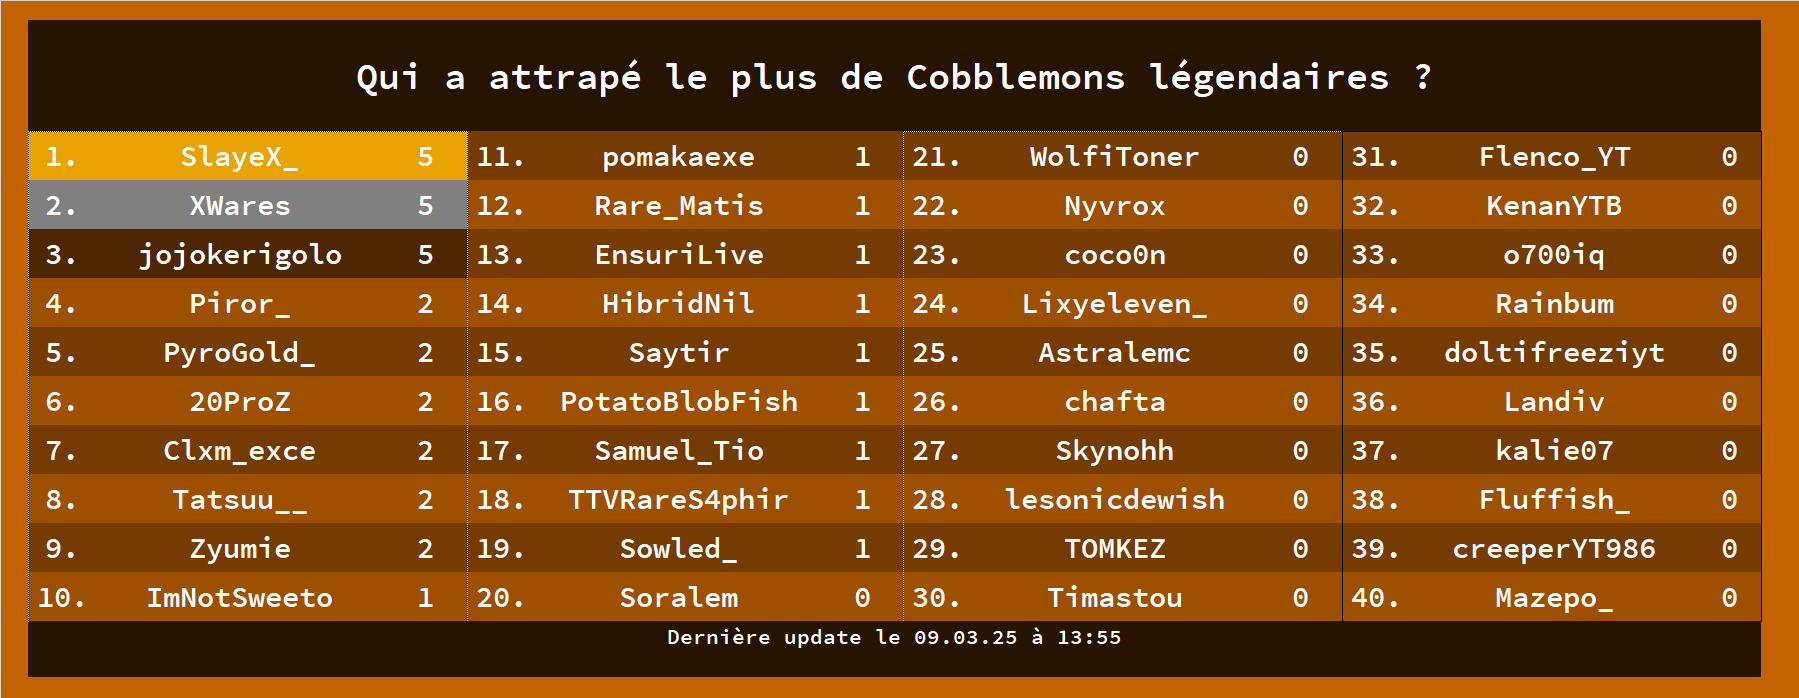 Qui a attrapé le plus de Cobblemons légendaires ?
1. SlayeX_ 5 11. pomakaexe 1 21. WolfiToner 0 31. Flenco_YT 0
2. XWares 5 12. Rare_Matis 1 22. Nyvrox 0 32. KenanYTB 0
3. jojokerigolo 5 13. EnsuriLive 1 23. coco0n 0 33. o700iq 0
4. Piror_ 2 14. HibridNil 1 24. Lixyeleven_ 0 34. Rainbum 0
5. PyroGold_ 2 15. Saytir 1 25. Astralemc 0 35. doltifreeziyt 0
6. 20ProZ 2 16. PotatoBlobFish 1 26. chafta 0 36. Landiv 0
7. Clxm_exce 2 17. Samuel_Tio 1 27. Skynohh 0 37. kalie07 0
8. Tatsuu__ 2 18. TTVRareS4phir 1 28. lesonicdewish 0 38. Fluffish_ 0
9. Zyumie 2 19. Sowled_ 1 29. TOMKEZ 0 39. creeperYT986 0
10. ImNotSweeto 1 20. Soralem 0 30. Timastou 0 40. Mazepo_ 0
Dernière update le 09.03.25 à 13:55